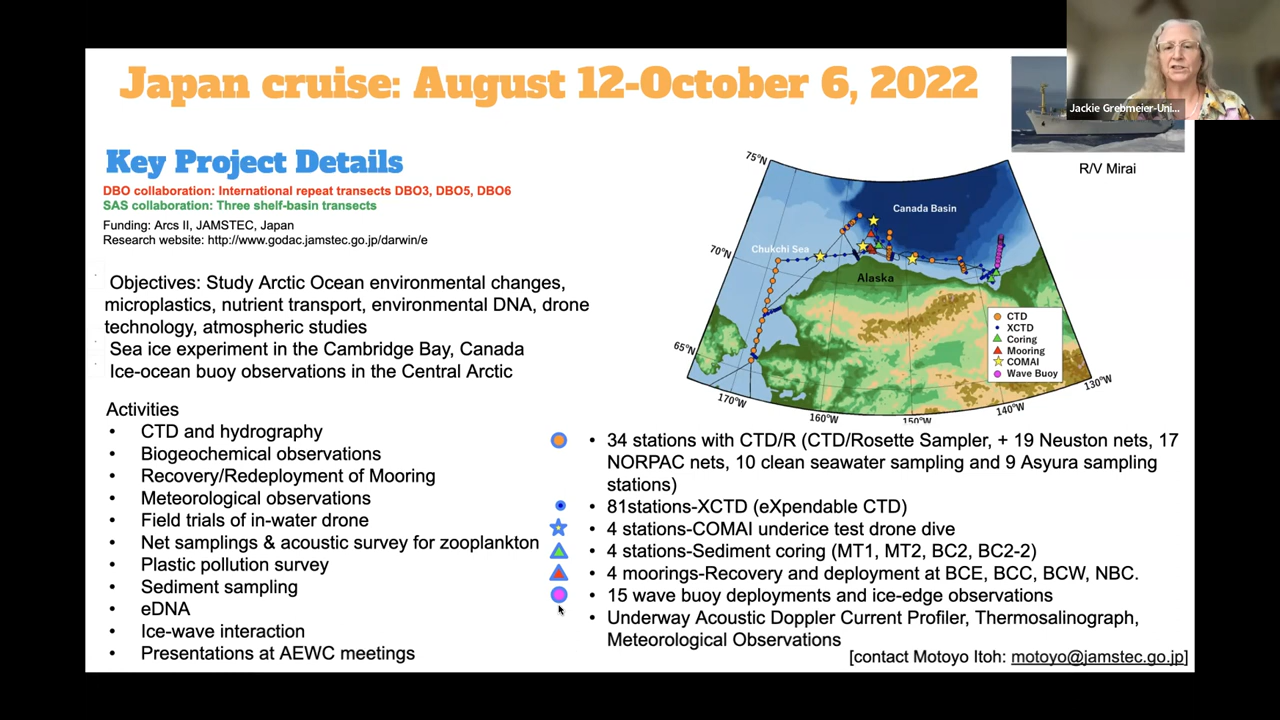 Japan cruise: August 12-October 6, 2022
Jackie Grebmeier-Uni...
R/V Mirai
Key Project Details
DBO collaboration: International repeat transects DBO3, DBO5, DBO6
SAS collaboration: Three shelf-basin transects
Funding: Arcs II, JAMSTEC, Japan
Research website: http://www.godac.jamstec.go.jp/darwin/e
Objectives: Study Arctic Ocean environmental changes,
microplastics, nutrient transport, environmental DNA, drone
technology, atmospheric studies
Sea ice experiment in the Cambridge Bay, Canada
Ice-ocean buoy observations in the Central Arctic
75°N
70°N
65°N
170°W
160°W
150°W
140°W
130°W
Canada Basin
Chukchi Sea
Alaska
CTD
XCTD
Coring
Mooring
COMAI
Wave Buoy
Activities
• CTD and hydrography
• Biogeochemical observations
• Recovery/Redeployment of Mooring
• Meteorological observations
• Field trials of in-water drone
• Net samplings & acoustic survey for zooplankton
• Plastic pollution survey
• Sediment sampling
• eDNA
• Ice-wave interaction
• Presentations at AEWC meetings
• 34 stations with CTD/R (CTD/Rosette Sampler, + 19 Neuston nets, 17
NORPAC nets, 10 clean seawater sampling and 9 Asyura sampling
stations)
• 81stations-XCTD (eXpendable CTD)
• 4 stations-COMAI underice test drone dive
• 4 stations-Sediment coring (MT1, MT2, BC2, BC2-2)
• 4 moorings-Recovery and deployment at BCE, BCC, BCW, NBC.
• 15 wave buoy deployments and ice-edge observations
• Underway Acoustic Doppler Current Profiler, Thermosalinograph,
Meteorological Observations
[contact Motoyo Itoh: motoyo@jamstec.go.jp]